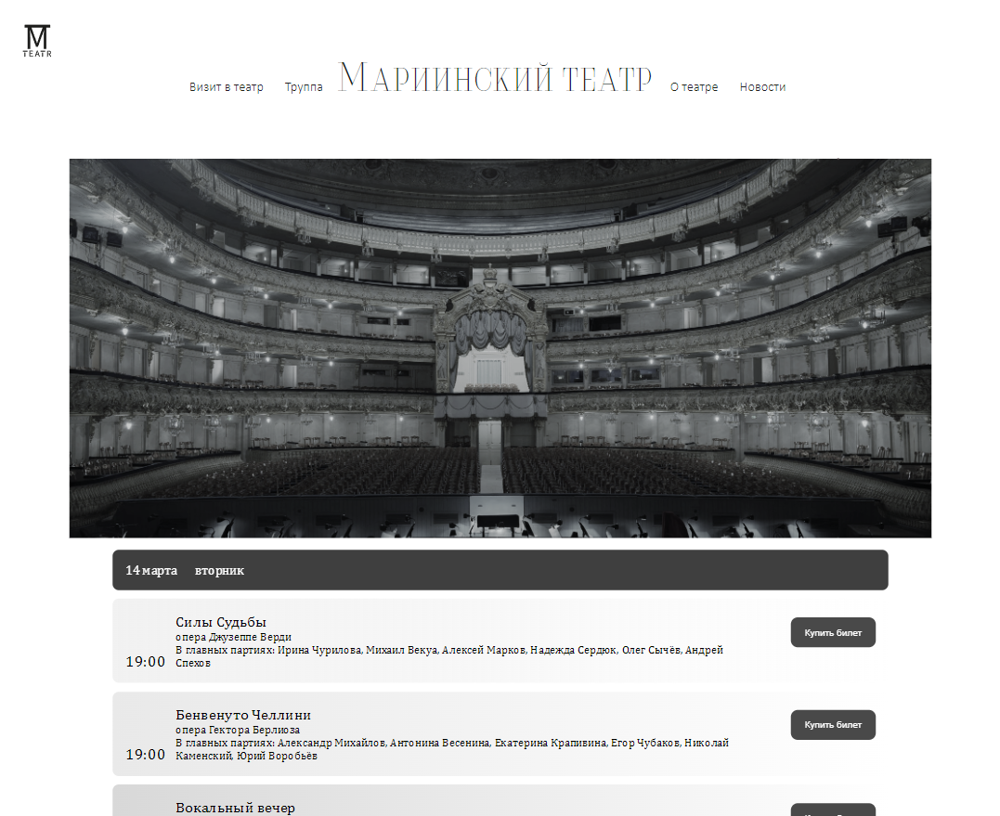 М
ТЕАТR
Визит в театр
Труппа
Мариинский театр
О театре
Новости
14 марта вторник
Силы Судьбы
опера Джузеппе Верди
В главных партиях: Ирина Чурилова, Михаил Векуа, Алексей Марков, Надежда Сердюк, Олег Сычёв, Андрей
Спехов
19:00
Купить билет
Бенвенуто Челлини
опера Гектора Берлиоза
В главных партиях: Александр Михайлов, Антонина Весенина, Екатерина Крапивина, Егор Чубаков, Николай
Каменский, Юрий Воробьёв
19:00
Купить билет
Вокальный вечер